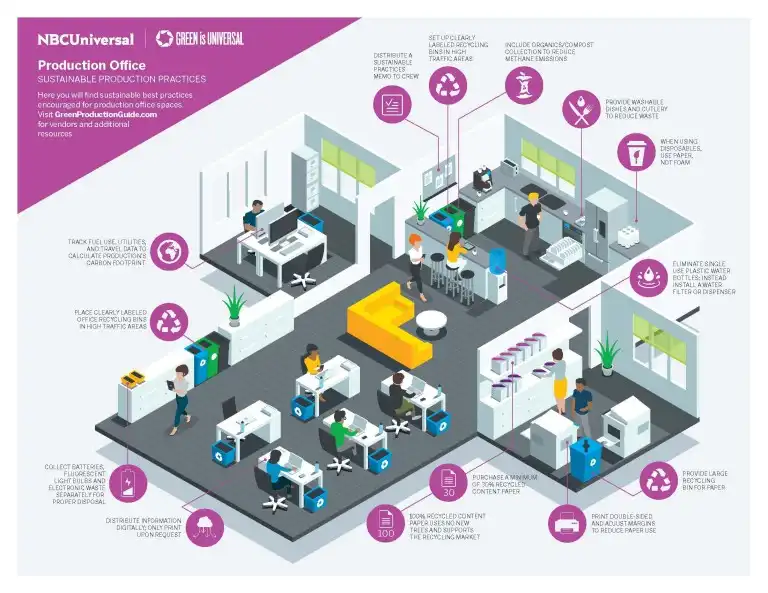 NBCUniversal
GREEN is UNIVERSAL
Production Office
SUSTAINABLE PRODUCTION PRACTICES
Here you will find sustainable best practices
encouraged for production office spaces.
Visit GreenProductionGuide.com
for vendors and additional
resources
DISTRIBUTE A
SUSTAINABLE
PRACTICES
MEMO TO CREW
SET UP CLEARLY
LABELED RECYCLING
BINS IN HIGH
TRAFFIC AREAS
INCLUDE ORGANICS/COMPOST
COLLECTION TO REDUCE
METHANE EMISSIONS
PROVIDE WASHABLE
DISHES AND CUTLERY
TO REDUCE WASTE
WHEN USING
DISPOSABLES,
USE PAPER,
NOT FOAM
TRACK FUEL USE, UTILITIES,
AND TRAVEL DATA TO
CALCULATE PRODUCTION'S
CARBON FOOTPRINT
ELIMINATE SINGLE
USE PLASTIC WATER
BOTTLES; INSTEAD
INSTALL A WATER
FILTER OR DISPENSER
PLACE CLEARLY LABELED
OFFICE RECYCLING BINS
IN HIGH TRAFFIC AREAS
COLLECT BATTERIES,
FLUORESCENT
LIGHT BULBS AND
ELECTRONIC WASTE
SEPARATELY FOR
PROPER DISPOSAL
DISTRIBUTE INFORMATION
DIGITALLY; ONLY PRINT
UPON REQUEST
100
100% RECYCLED CONTENT
PAPER USES NO NEW
TREES AND SUPPORTS
THE RECYCLING MARKET
30
PURCHASE A MINIMUM
OF 30% RECYCLED
CONTENT PAPER
PRINT DOUBLE-SIDED
AND ADJUST MARGINS
TO REDUCE PAPER USE
PROVIDE LARGE
RECYCLING
BIN FOR PAPER